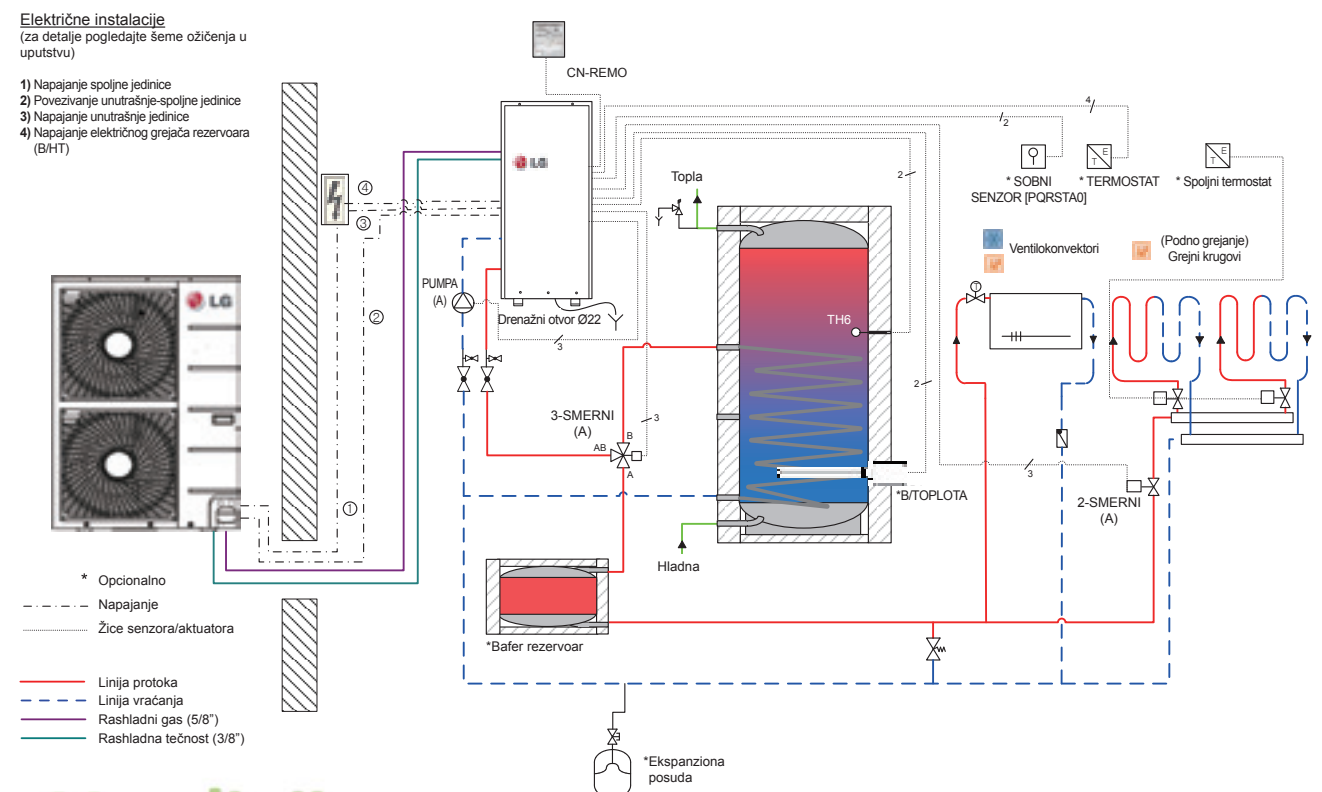 Električne instalacije
(za detalje pogledajte šeme ožičenja u
uputstvu)
1) Napajanje spoljne jedinice
2) Povezivanje unutrašnje-spoljne jedinice
3) Napajanje unutrašnje jedinice
4) Napajanje električnog grejača rezervoara
(B/HT)
CN-REMO
LG
4
2
* SOBNI
SENZOR [PQRSTA0]
E
T
* TERMOSTAT
E
T
* Spoljni termostat
④
③
②
①
LG
Topla
2
PUMPA
(A)
Drenažni otvor Ø22
3
TH6
Ventilokonvektori
(Podno grejanje)
Grejni krugovi
T
3-SMERNI
(A)
3
B
AB
A
2
*B/TOPLOTA
3
2-SMERNI
(A)
Hladna
*Bafer rezervoar
*Ekspanziona
posuda
* Opcionalno
Napajanje
Žice senzora/aktuatora
Linija protoka
Linija vraćanja
Rashladni gas (5/8”)
Rashladna tečnost (3/8”)